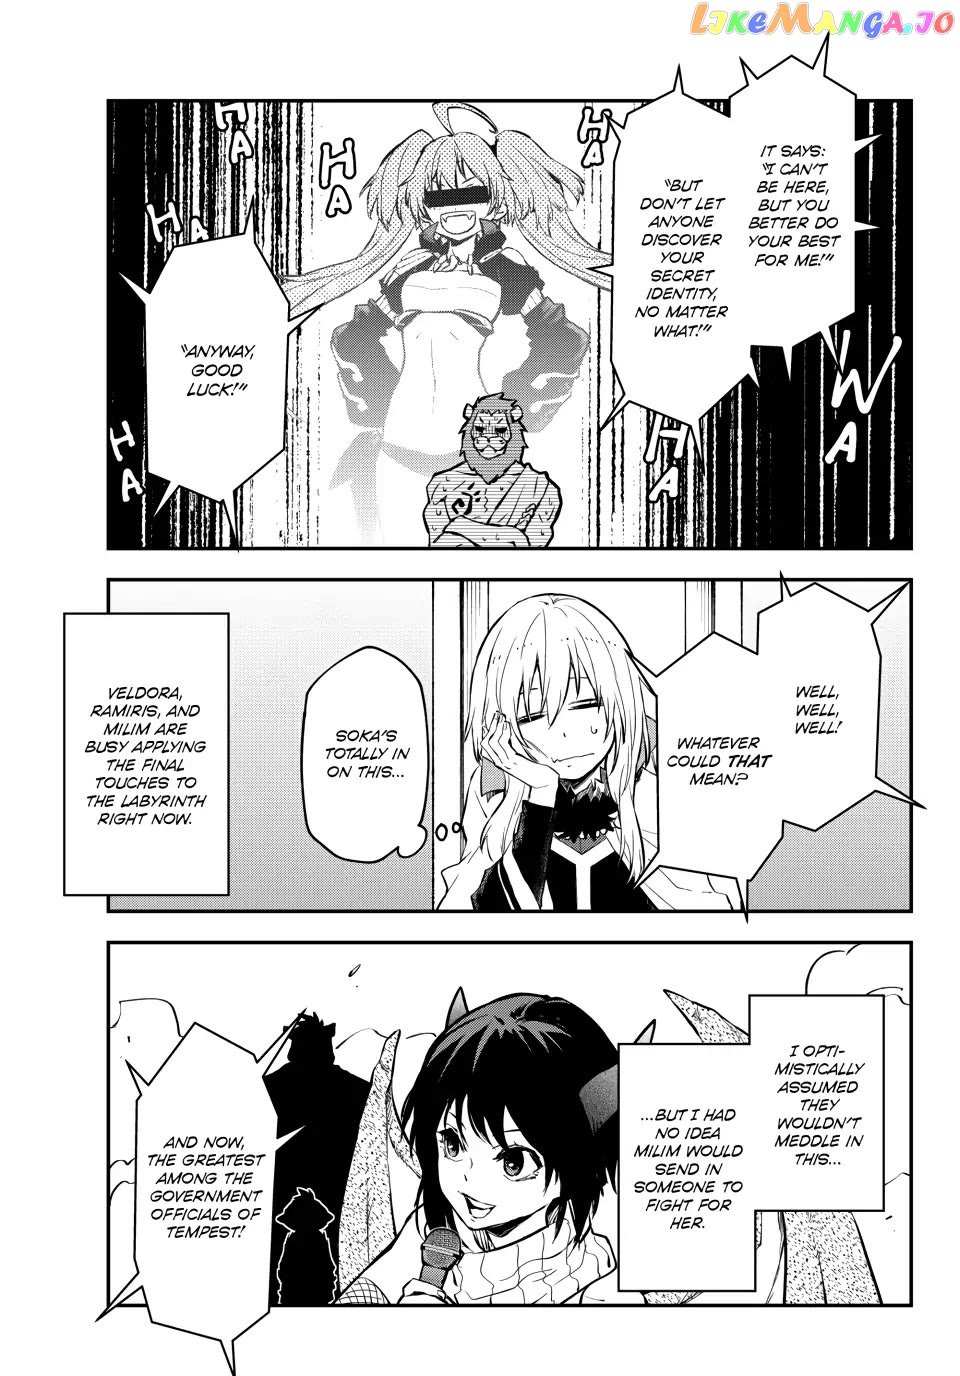 LIKEMANGA.IO
IT SAYS:
"I CAN'T
BE HERE,
BUT YOU
BETTER DO
YOUR BEST
FOR ME!"
"BUT
DON'T LET
ANYONE
DISCOVER
YOUR
SECRET
IDENTITY,
NO MATTER
WHAT!"
WA
HA
HA
HA
HA
HA
HA
"ANYWAY,
GOOD
LUCK!"
WELL,
WELL,
WELL!
WHATEVER
COULD THAT
MEAN?
SOKA'S
TOTALLY IN
ON THIS...
VELDORA,
RAMIRIS, AND
MILIM ARE
BUSY APPLYING
THE FINAL
TOUCHES TO
THE LABYRINTH
RIGHT NOW.
I OPTI-
MISTICALLY
ASSUMED
THEY
WOULDN'T
MEDDLE IN
THIS...
...BUT I HAD
NO IDEA
MILIM WOULD
SEND IN
SOMEONE TO
FIGHT FOR
HER.
AND NOW,
THE GREATEST
AMONG THE
GOVERNMENT
OFFICIALS OF
TEMPEST!